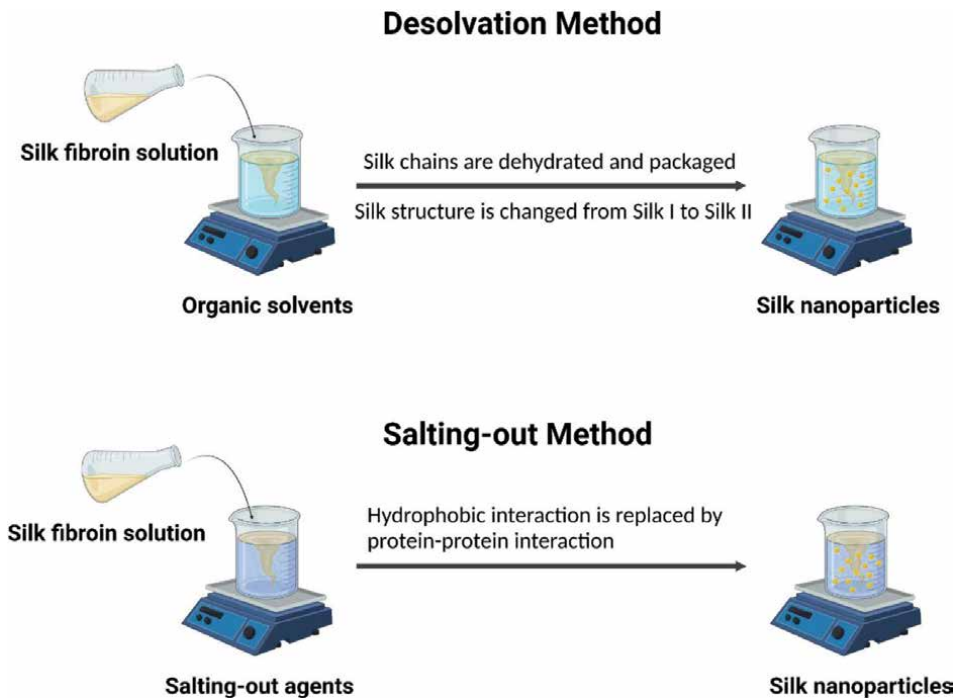 Desolvation Method
Silk fibroin solution
Silk chains are dehydrated and packaged
Silk structure is changed from Silk I to Silk II
Organic solvents
Silk nanoparticles
Salting-out Method
Silk fibroin solution
Hydrophobic interaction is replaced by
protein-protein interaction
Salting-out agents
Silk nanoparticles